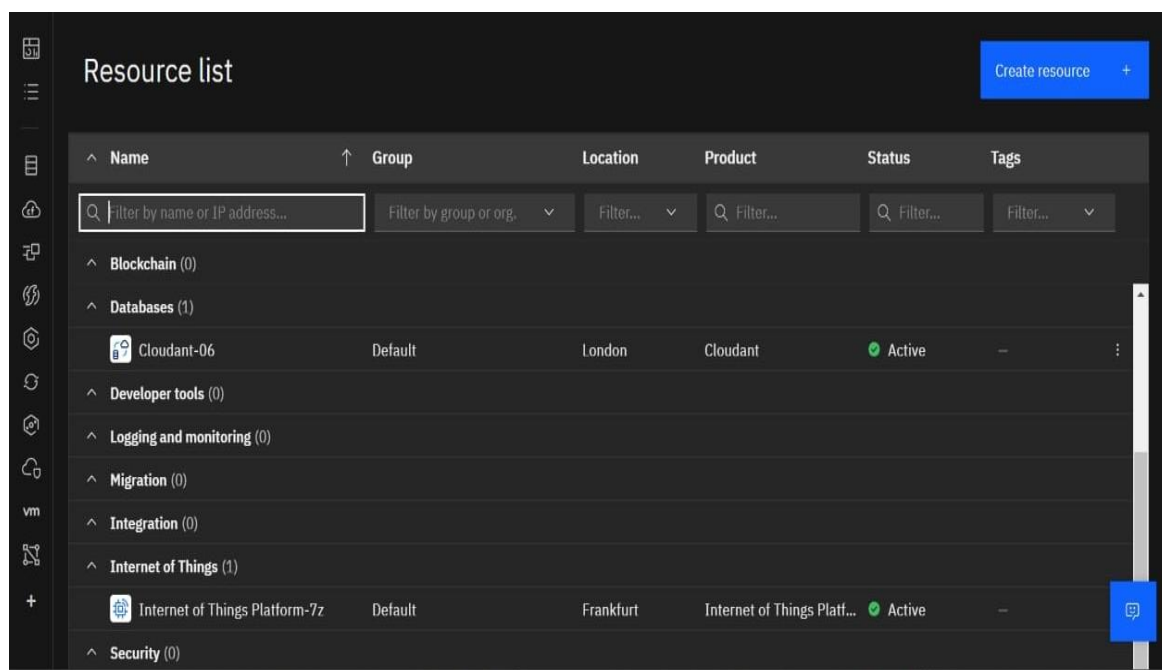 Resource list
Create resource +
Name Group Location Product Status Tags
Filter by name or IP address... Filter by group or org. Filter... Filter... Filter... Filter...
Blockchain (0)
Databases (1)
Cloudant-06 Default London Cloudant Active –
Developer tools (0)
Logging and monitoring (0)
Migration (0)
Integration (0)
vm
Internet of Things (1)
Internet of Things Platform-7z Default Frankfurt Internet of Things Platf... Active –
Security (0)